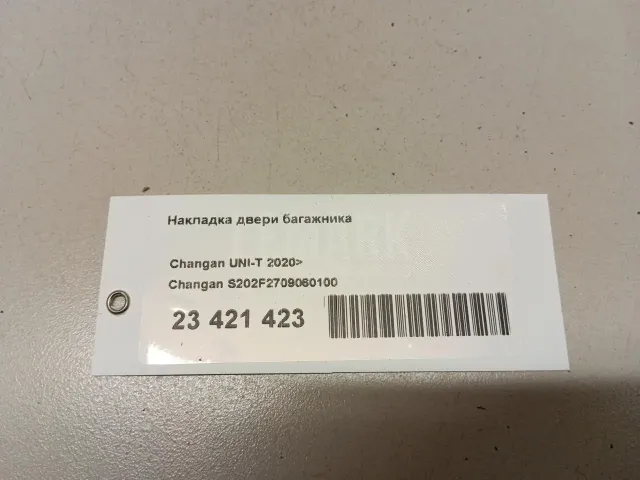 Накладка двери багажника
Changan UNI-T 2020>
Changan S202F2709060100
23 421 423